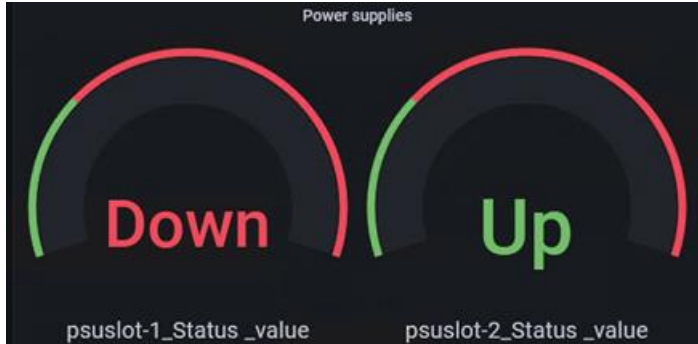 Power supplies
Down
Up
psuslot-1_Status _value
psuslot-2_Status _value